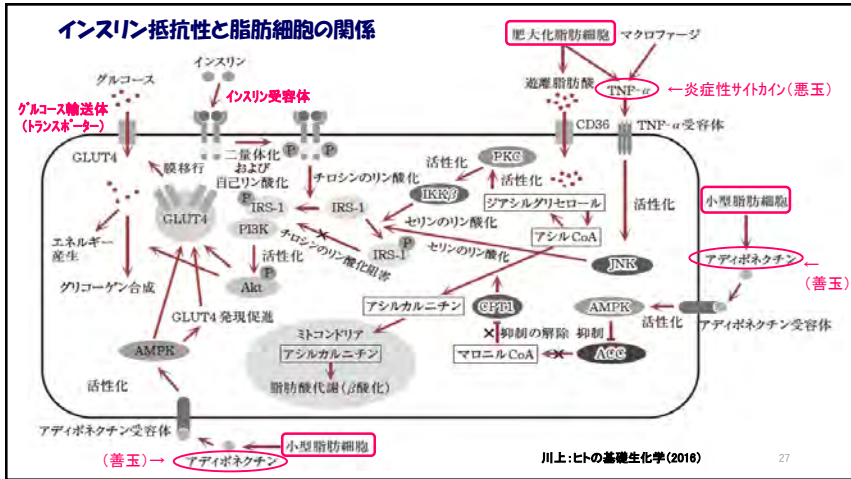 インスリン抵抗性と脂肪細胞の関係
肥大化脂肪細胞
マクロファージ
インスリン
グルコース
遊離脂肪酸
TNF-α
←炎症性サイトカイン(悪玉)
グルコース輸送体
(トランスポーター)
インスリン受容体
CD36
TNF-α受容体
GLUT4
膜移行
二量体化
および
自己リン酸化
P
P
チロシンのリン酸化
活性化
PKC
IKKβ
活性化
ジアシルグリセロール
アシルCoA
活性化
小型脂肪細胞
GLUT4
P
IRS-1
IRS-1
PI3K
セリンのリン酸化
チロシンのリン酸化阻害
IRS-1
P
セリンのリン酸化
JNK
アディポネクチン
←
(善玉)
エネルギー
産生
グリコーゲン合成
活性化
P
Akt
アシルカルニチン
CPT1
AMPK
活性化
アディポネクチン受容体
GLUT4発現促進
ミトコンドリア
×
抑制の解除
抑制
AMPK
アシルカルニチン
マロニルCoA
×
ACC
脂肪酸代謝(β酸化)
活性化
アディポネクチン受容体
小型脂肪細胞
(善玉)→
アディポネクチン
川上:ヒトの基礎生化学(2016)
27